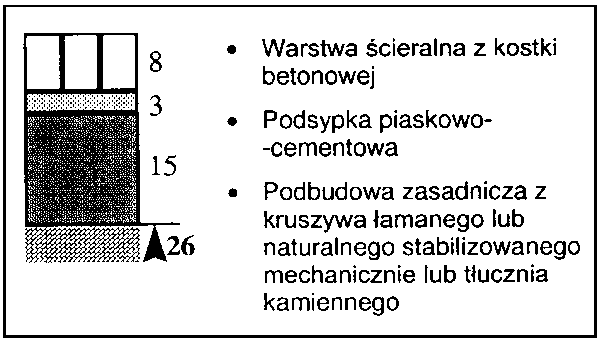 8
3
15
26
• Warstwa ścieralna z kostki
betonowej
• Podsypka piaskowo-
-cementowa
• Podbudowa zasadnicza z
kruszywa łamanego lub
naturalnego stabilizowanego
mechanicznie lub tłucznia
kamiennego